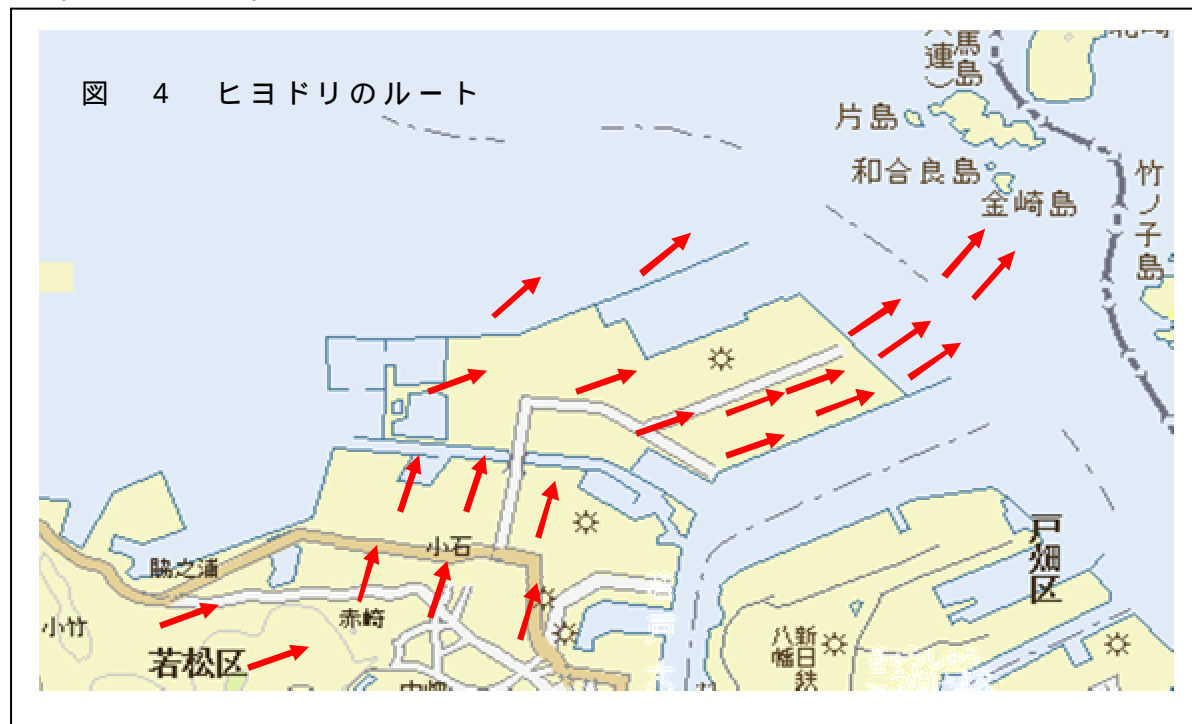 図 4 ヒヨドリのルート
馬島
片島
和合良島
金崎島
竹ノ子島
脇之浦
小石
戸畑区
赤崎
小竹
若松区
新日鉄
八幡